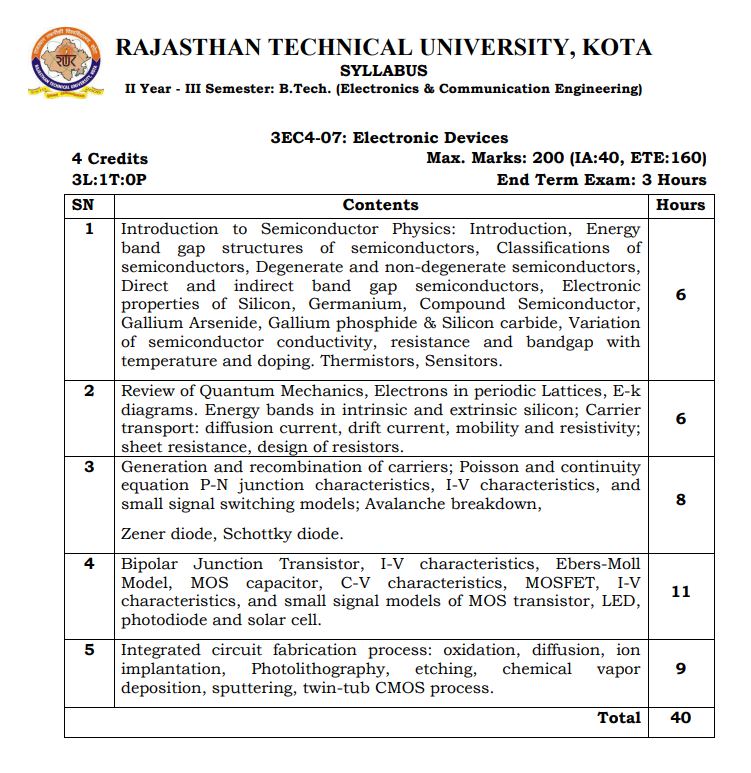 RAJASTHAN TECHNICAL UNIVERSITY, KOTA
SYLLABUS
II Year - III Semester: B.Tech. (Electronics & Communication Engineering)
3EC4-07: Electronic Devices
4 Credits Max. Marks: 200 (IA:40, ETE:160)
3L:1T:0P End Term Exam: 3 Hours
SN Contents Hours
1 Introduction to Semiconductor Physics: Introduction, Energy
band gap structures of semiconductors, Classifications of
semiconductors, Degenerate and non-degenerate semiconductors,
Direct and indirect band gap semiconductors, Electronic
properties of Silicon, Germanium, Compound Semiconductor,
Gallium Arsenide, Gallium phosphide & Silicon carbide, Variation
of semiconductor conductivity, resistance and bandgap with
temperature and doping. Thermistors, Sensitors.
6
2 Review of Quantum Mechanics, Electrons in periodic Lattices, E-k
diagrams. Energy bands in intrinsic and extrinsic silicon; Carrier
transport: diffusion current, drift current, mobility and resistivity;
sheet resistance, design of resistors.
6
3 Generation and recombination of carriers; Poisson and continuity
equation P-N junction characteristics, I-V characteristics, and
small signal switching models; Avalanche breakdown,
Zener diode, Schottky diode.
8
4 Bipolar Junction Transistor, I-V characteristics, Ebers-Moll
Model, MOS capacitor, C-V characteristics, MOSFET, I-V
characteristics, and small signal models of MOS transistor, LED,
photodiode and solar cell.
11
5 Integrated circuit fabrication process: oxidation, diffusion, ion
implantation, Photolithography, etching, chemical vapor
deposition, sputtering, twin-tub CMOS process.
9
Total 40